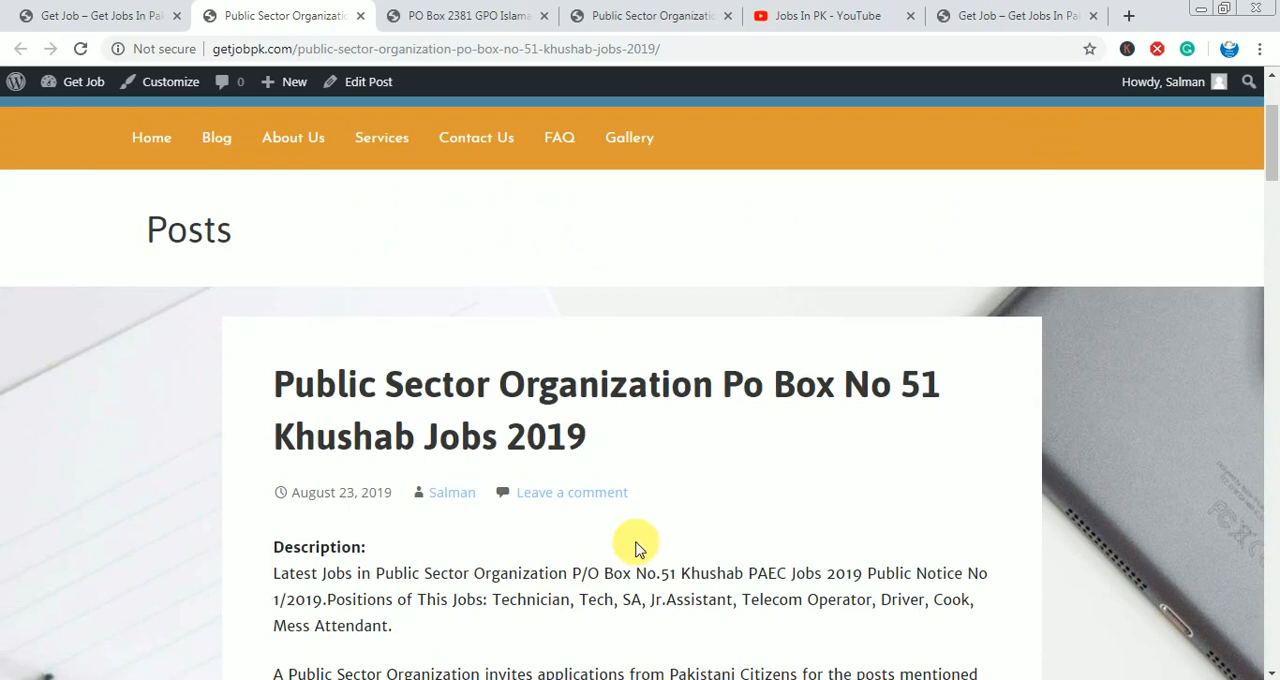 Get Job – Get Jobs In Pa
Public Sector Organizatio
PO Box 2381 GPO Islama
Public Sector Organizatio
Jobs In PK - YouTube
Get Job – Get Jobs In Pa
Not secure
getjobpk.com/public-sector-organization-po-box-no-51-khushab-jobs-2019/
Get Job
Customize
0
New
Edit Post
Howdy, Salman
Home
Blog
About Us
Services
Contact Us
FAQ
Gallery
Posts
Public Sector Organization Po Box No 51
Khushab Jobs 2019
August 23, 2019
Salman
Leave a comment
Description:
Latest Jobs in Public Sector Organization P/O Box No.51 Khushab PAEC Jobs 2019 Public Notice No
1/2019.Positions of This Jobs: Technician, Tech, SA, Jr.Assistant, Telecom Operator, Driver, Cook,
Mess Attendant.
A Public Sector Organization invites applications from Pakistani Citizens for the posts mentioned